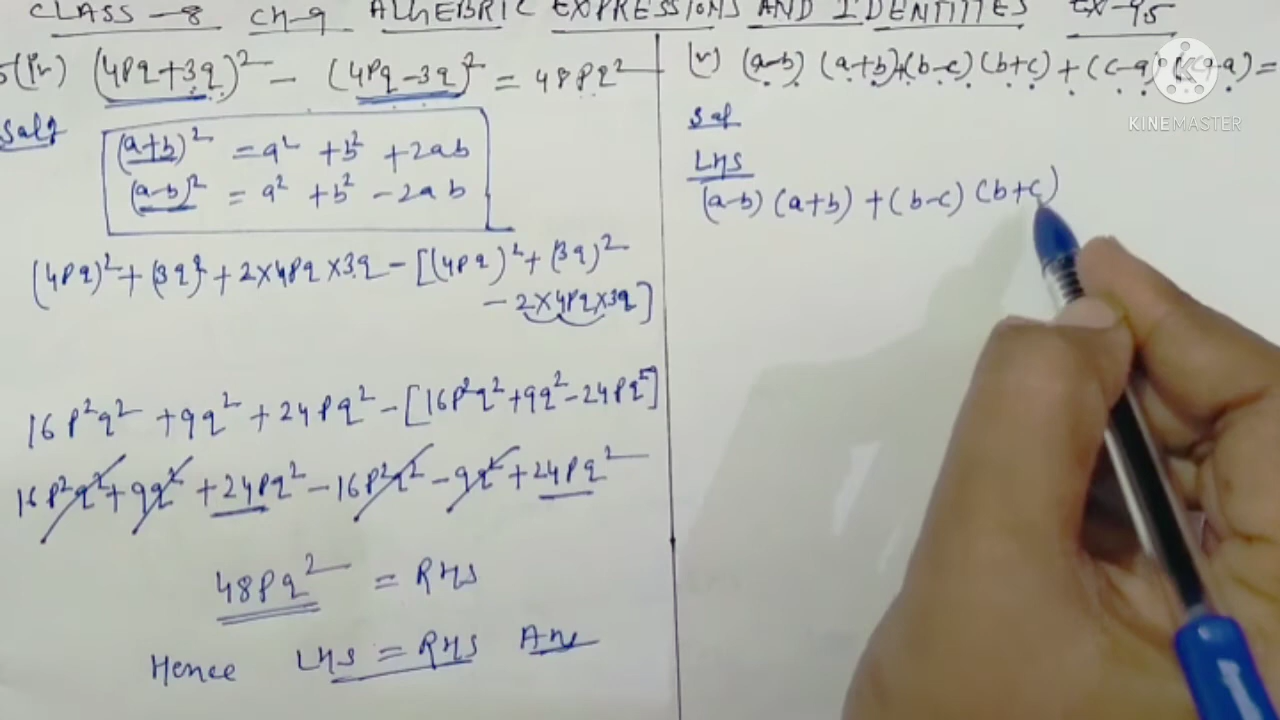 CLASS -8 CH-9 ALGEBRIC EXPRESSIONS AND IDENTITIES EX-95
5(iv) (4pq+3q)² - (4pq-3q)² = 48pq²
Sol?
(a+b)² = a² + b² + 2ab
(a-b)² = a² + b² - 2ab
(4pq)² + (3q)² + 2×4pq×3q - [(4pq)² + (3q)²
- 2×4pq×3q]
16p²q² + 9q² + 24pq² - [16p²q² + 9q² - 24pq²]
16p²q² + 9q² + 24pq² - 16p²q² - 9q² + 24pq²
48pq² = RHS
Hence LHS = RHS Ans
(v) (a-b) (a+b) + (b-c) (b+c) + (c-a) =
Sol
LHS
(a-b) (a+b) + (b-c) (b+c)
KINEMASTER